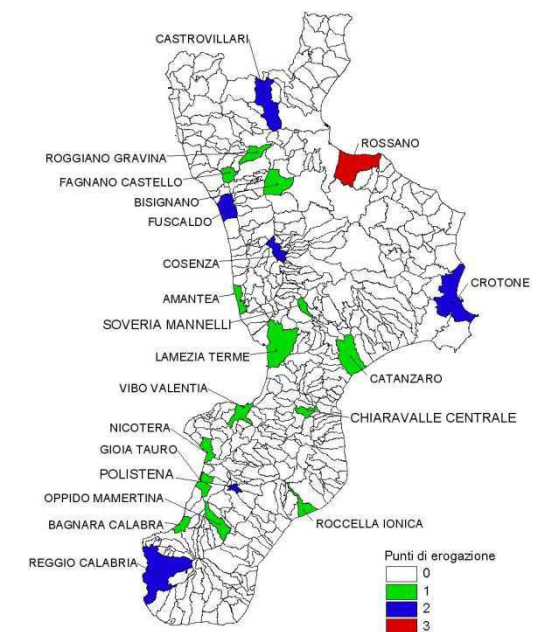 CASTROVILLARI
ROSSANO
ROGGIANO GRAVINA
FAGNANO CASTELLO
BISIGNANO
FUSCALDO
COSENZA
CROTONE
AMANTEA
SOVERIA MANNELLI
LAMEZIA TERME
CATANZARO
VIBO VALENTIA
CHIARAVALLE CENTRALE
NICOTERA
GIOIA TAURO
POLISTENA
OPPIDO MAMERTINA
BAGNARA CALABRA
ROCCELLA IONICA
REGGIO CALABRIA
Punti di erogazione
0
1
2
3